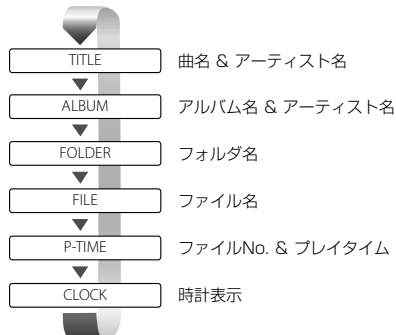 TITLE 曲名 & アーティスト名
ALBUM アルバム名 & アーティスト名
FOLDER フォルダ名
FILE ファイル名
P-TIME ファイルNo. & プレイタイム
CLOCK 時計表示